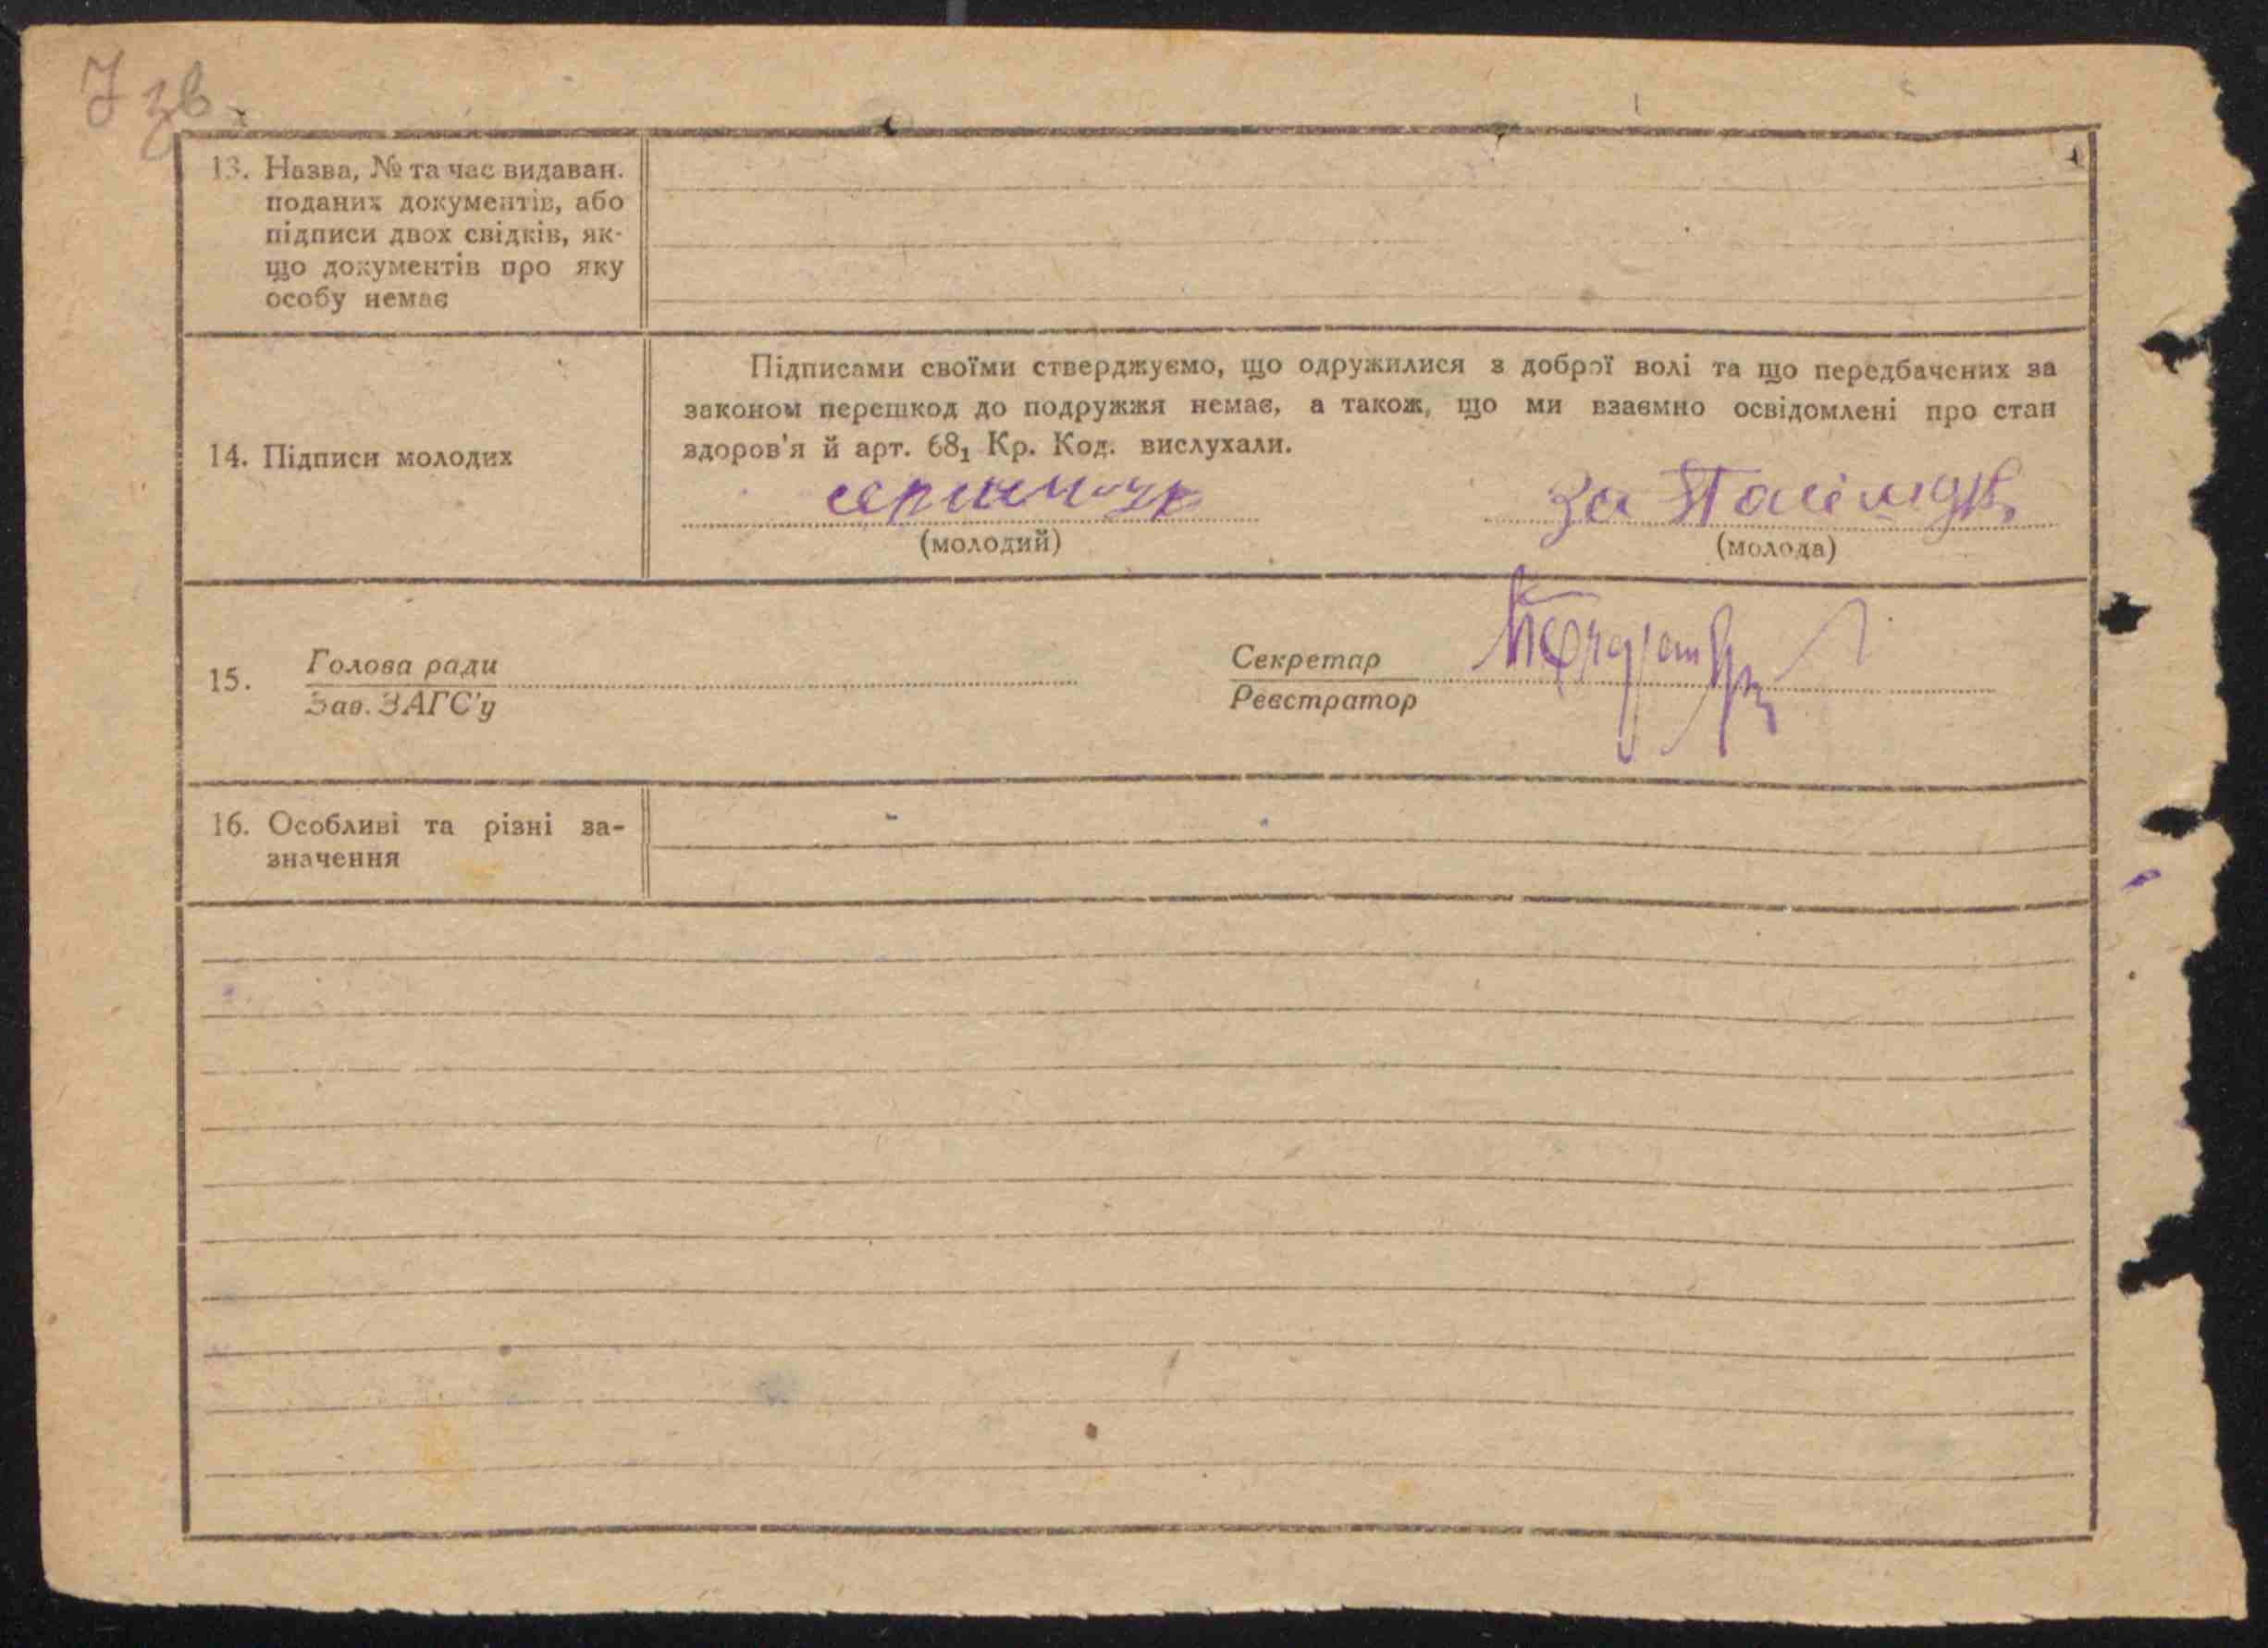 7 зв.
13. Назва, № та час видаван.
поданих документів, або
підписи двох свідків, як-
що документів про яку
особу немає
14. Підписи молодих
Підписами своїми стверджуємо, що одружилися з доброї волі та що передбачених за
законом перешкод до подружжя немає, а також, що ми взаємно освідомлені про стан
здоров'я й арт. 68₁ Кр. Код. вислухали.
за
(молодий) (молода)
15. Голова ради Секретар
Зав. ЗАГС'у Реєстратор
16. Особливі та різні за-
значення